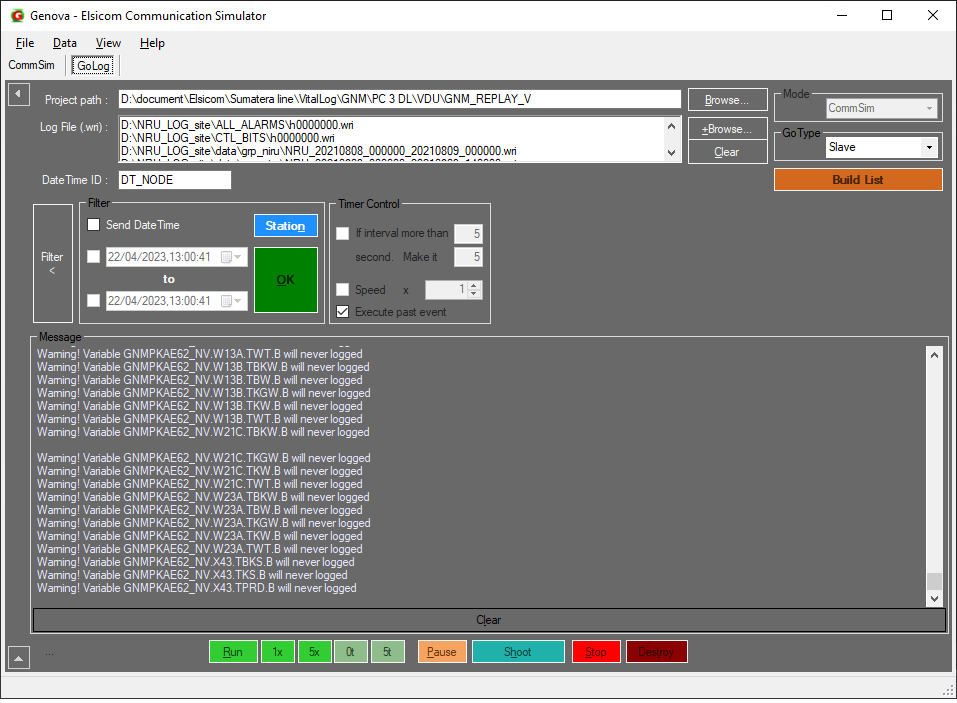 Genova - Elsicom Communication Simulator
File Data View Help
CommSim GoLog
Project path : D:\document\Elsicom\Sumatera line\VitalLog\GNM\PC 3 DL\VDU\GNM_REPLAY_V Browse...
Mode
CommSim
Log File (.wri) : D:\NRU_LOG_site\ALL_ALARMS\h0000000.wri
D:\NRU_LOG_site\CTL_BITS\h0000000.wri
D:\NRU_LOG_site\data\grp_niru\NRU_20210808_000000_20210809_000000.wri
+Browse...
Clear
GoType
Slave
DateTime ID : DT_NODE
Build List
Filter
<
Filter
Send DateTime Station
22/04/2023,13:00:41
to
22/04/2023,13:00:41
OK
Timer Control
If interval more than 5
second. Make it 5
Speed x 1
Execute past event
Message
Warning! Variable GNMPKAE62_NV.W13A.TWT.B will never logged
Warning! Variable GNMPKAE62_NV.W13B.TBKW.B will never logged
Warning! Variable GNMPKAE62_NV.W13B.TBW.B will never logged
Warning! Variable GNMPKAE62_NV.W13B.TKGW.B will never logged
Warning! Variable GNMPKAE62_NV.W13B.TKW.B will never logged
Warning! Variable GNMPKAE62_NV.W13B.TWT.B will never logged
Warning! Variable GNMPKAE62_NV.W21C.TBKW.B will never logged
Warning! Variable GNMPKAE62_NV.W21C.TKGW.B will never logged
Warning! Variable GNMPKAE62_NV.W21C.TKW.B will never logged
Warning! Variable GNMPKAE62_NV.W21C.TWT.B will never logged
Warning! Variable GNMPKAE62_NV.W23A.TBKW.B will never logged
Warning! Variable GNMPKAE62_NV.W23A.TBW.B will never logged
Warning! Variable GNMPKAE62_NV.W23A.TKGW.B will never logged
Warning! Variable GNMPKAE62_NV.W23A.TKW.B will never logged
Warning! Variable GNMPKAE62_NV.W23A.TWT.B will never logged
Warning! Variable GNMPKAE62_NV.X43.TBKS.B will never logged
Warning! Variable GNMPKAE62_NV.X43.TKS.B will never logged
Warning! Variable GNMPKAE62_NV.X43.TPRD.B will never logged
Clear
... Run 1x 5x 0t 5t Pause Shoot Stop Destroy